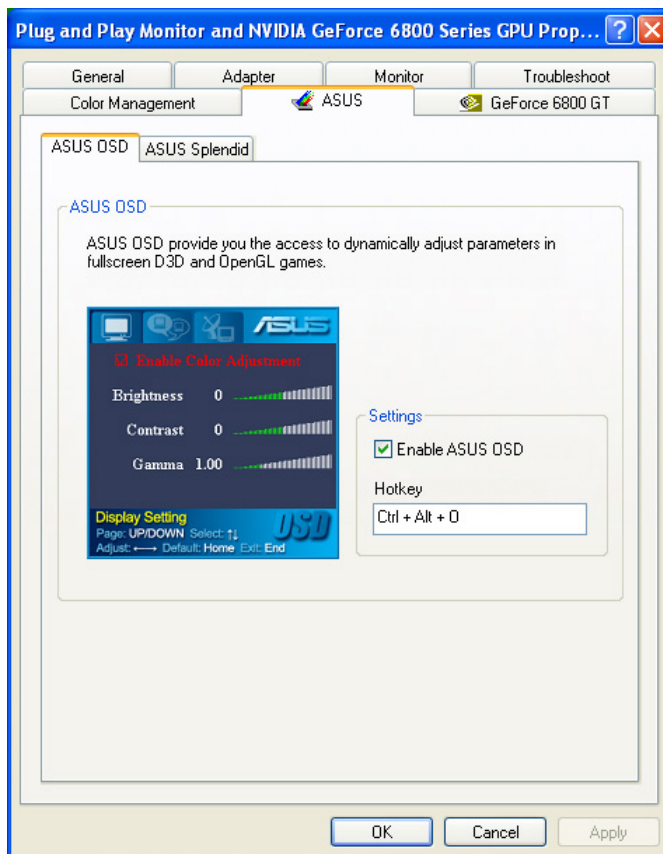 Plug and Play Monitor and NVIDIA GeForce 6800 Series GPU Prop...
General Adapter Monitor Troubleshoot
Color Management ASUS GeForce 6800 GT
ASUS OSD ASUS Splendid
ASUS OSD
ASUS OSD provide you the access to dynamically adjust parameters in
fullscreen D3D and OpenGL games.
ASUS
Enable Color Adjustment
Brightness 0
Contrast 0
Gamma 1.00
Display Setting
Page: UP/DOWN Select: ↑↓
Adjust: ←→ Default: Home Exit: End
OSD
Settings
Enable ASUS OSD
Hotkey
Ctrl + Alt + O
OK Cancel Apply